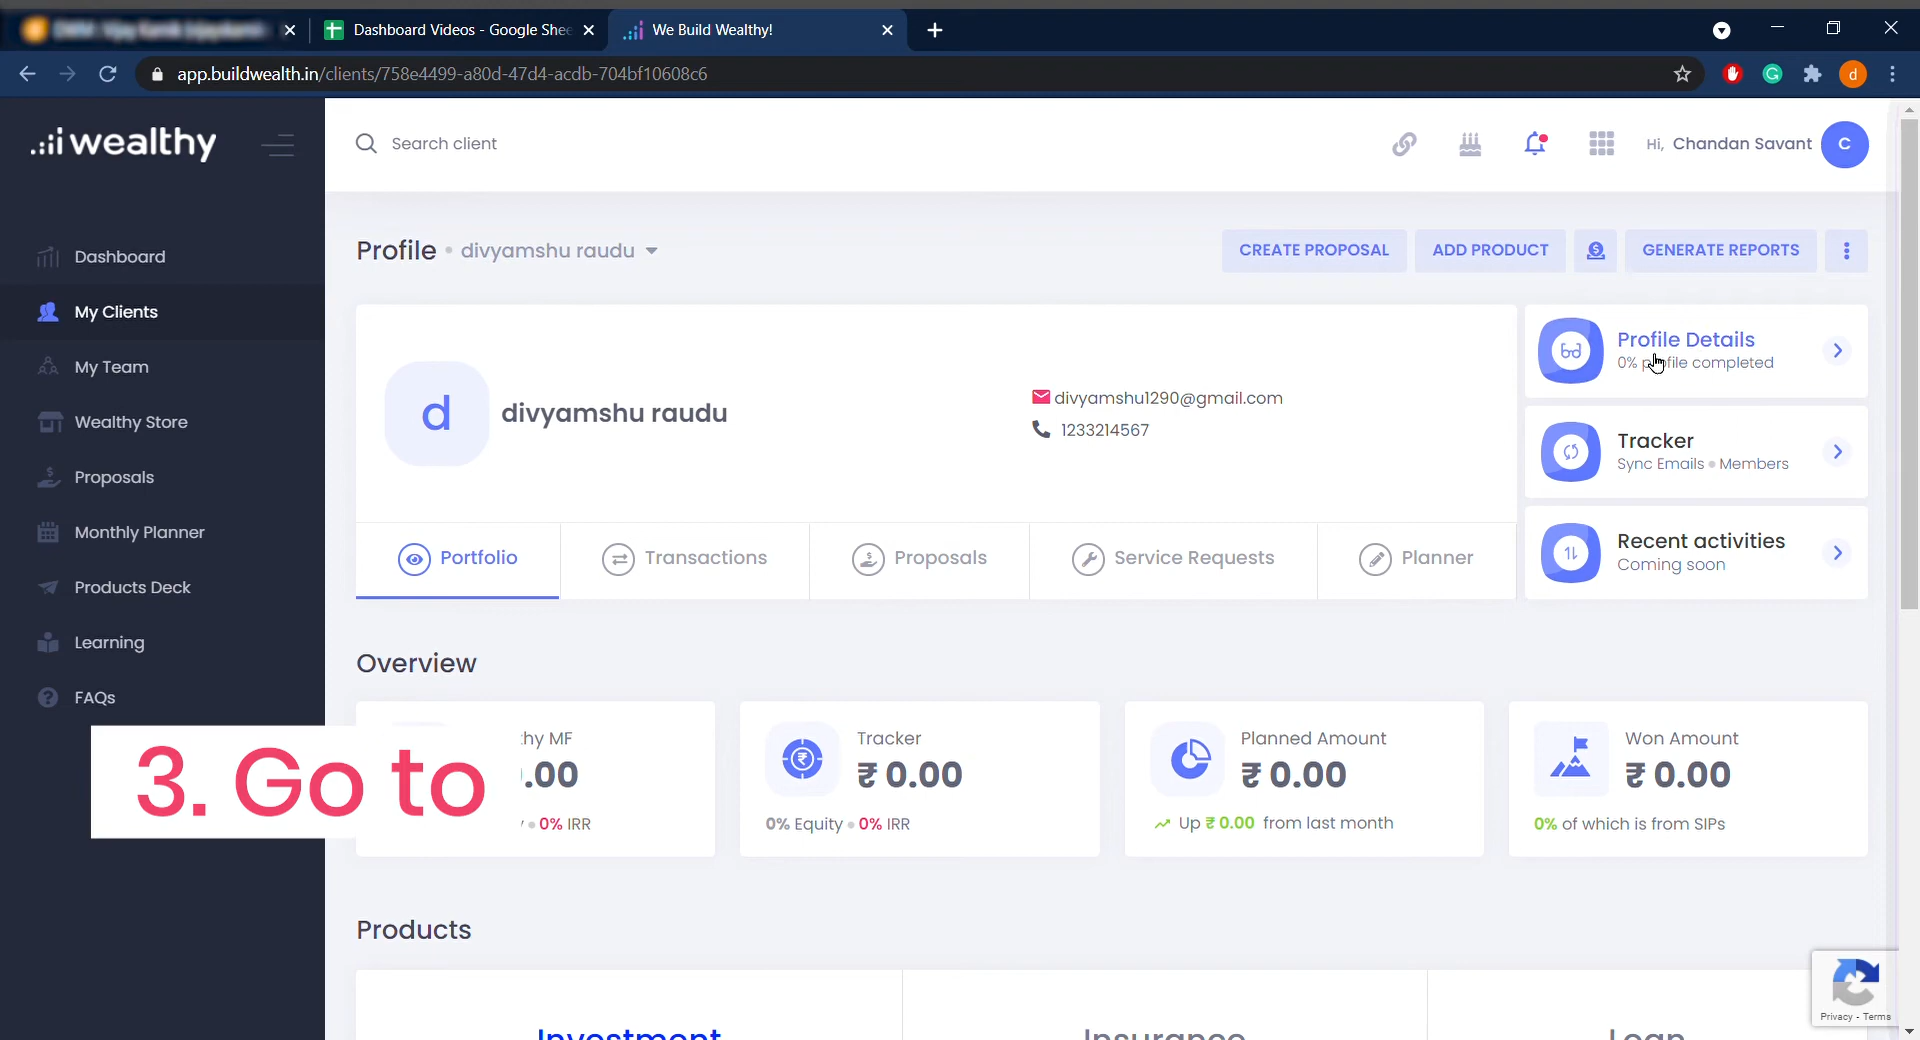 Dashboard Videos - Google Shee
We Build Wealthy!
app.buildwealth.in/clients/758e4499-a80d-47d4-acdb-704bf10608c6
d
wealthy
Search client
Hi, Chandan Savant
C
Dashboard
My Clients
My Team
Wealthy Store
Proposals
Monthly Planner
Products Deck
Learning
FAQs
Profile • divyamshu raudu
CREATE PROPOSAL
ADD PRODUCT
GENERATE REPORTS
d
divyamshu raudu
divyamshu1290@gmail.com
1233214567
Profile Details
0% profile completed
Tracker
Sync Emails • Members
Recent activities
Coming soon
Portfolio
Transactions
Proposals
Service Requests
Planner
Overview
hy MF
.00
• 0% IRR
Tracker
₹ 0.00
0% Equity • 0% IRR
Planned Amount
₹ 0.00
Up ₹ 0.00 from last month
Won Amount
₹ 0.00
0% of which is from SIPs
3. Go to
Products
Investment
Insurance
Loan
Privacy - Terms